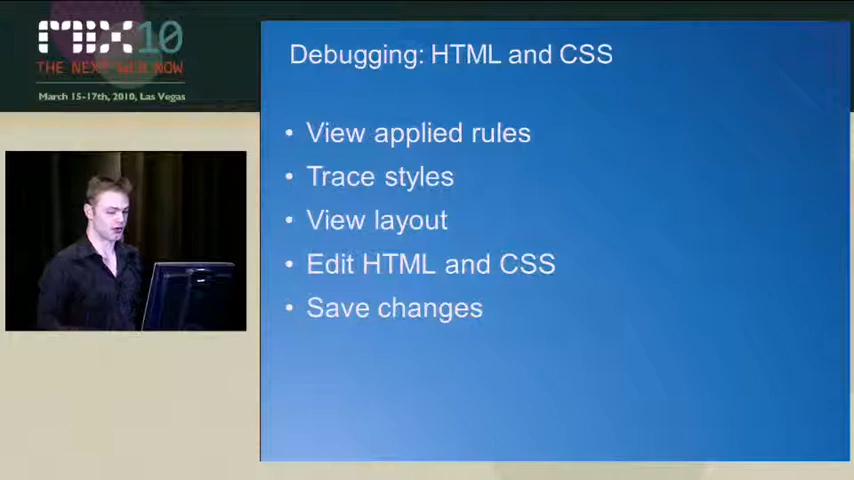 MIX10
THE NEXT WEB NOW
March 15-17th, 2010, Las Vegas
Debugging: HTML and CSS
• View applied rules
• Trace styles
• View layout
• Edit HTML and CSS
• Save changes